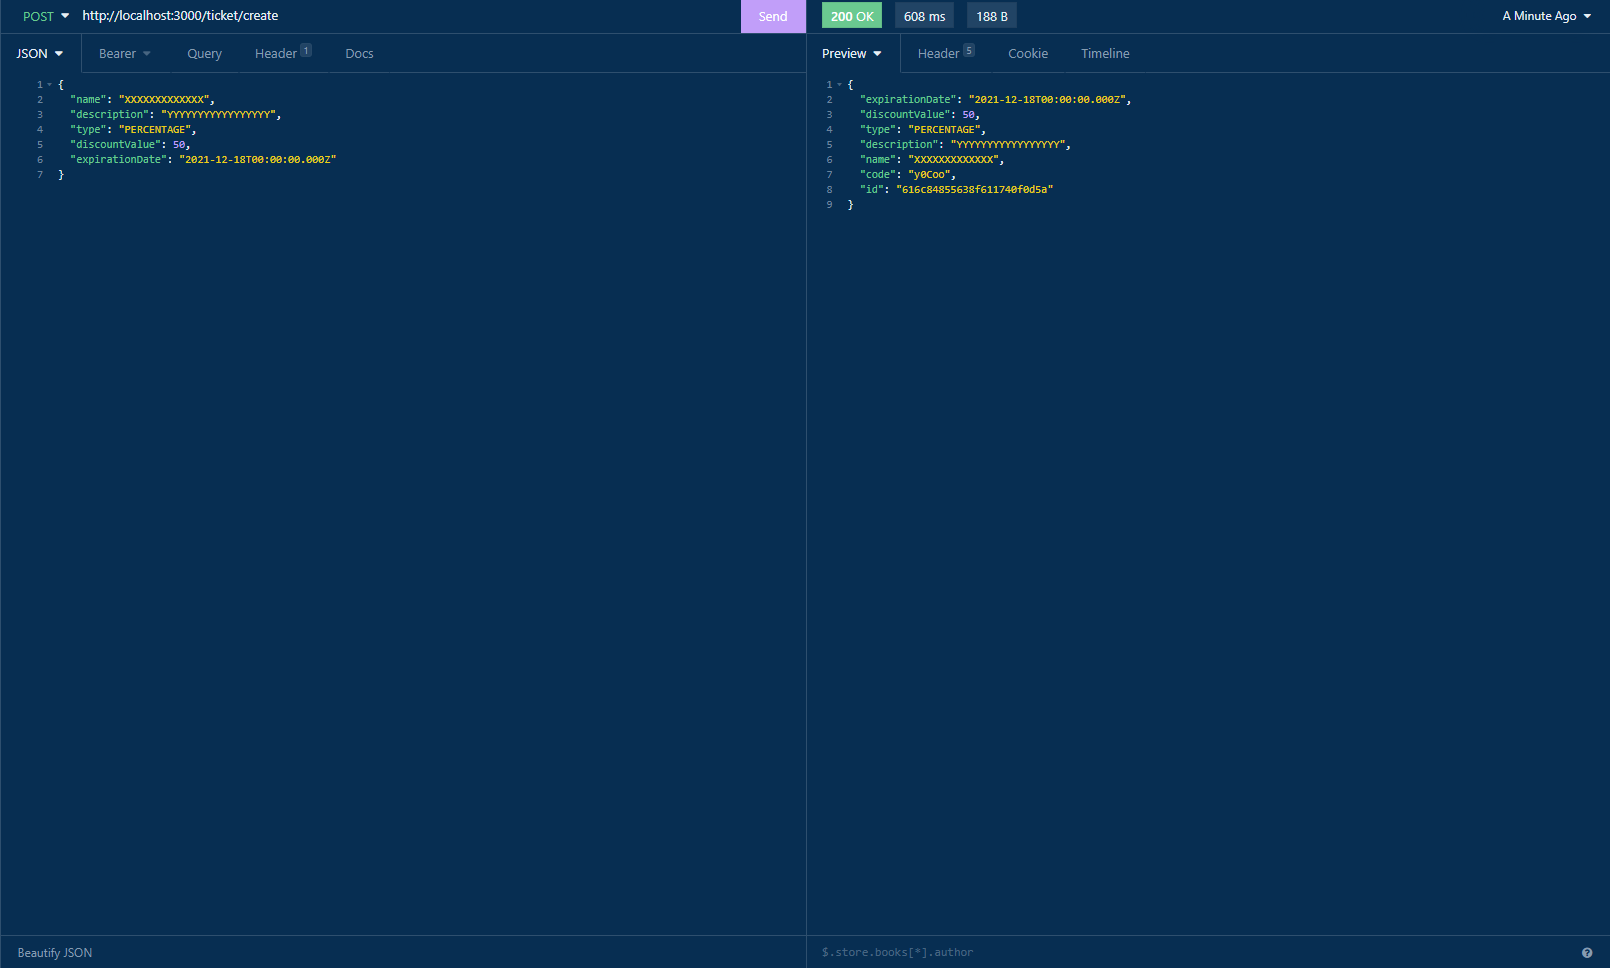 POST http://localhost:3000/ticket/create Send
JSON Bearer Query Header 1 Docs
1 {
2 "name": "XXXXXXXXXXXXX",
3 "description": "YYYYYYYYYYYYYYYYY",
4 "type": "PERCENTAGE",
5 "discountValue": 50,
6 "expirationDate": "2021-12-18T00:00:00.000Z"
7 }
Beautify JSON
200 OK 608 ms 188 B A Minute Ago
Preview Header 5 Cookie Timeline
1 {
2 "expirationDate": "2021-12-18T00:00:00.000Z",
3 "discountValue": 50,
4 "type": "PERCENTAGE",
5 "description": "YYYYYYYYYYYYYYYYY",
6 "name": "XXXXXXXXXXXXX",
7 "code": "y0Coo",
8 "id": "616c84855638f611740f0d5a"
9 }
$.store.books[*].author